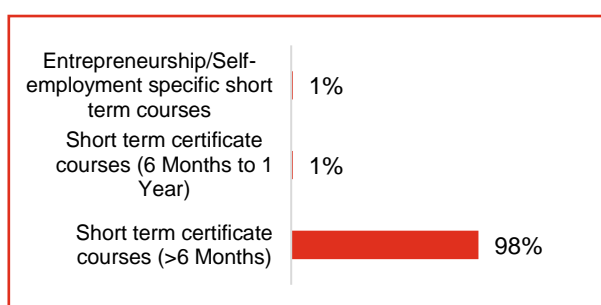 Entrepreneurship/Self-
employment specific short
term courses
1%
Short term certificate
courses (6 Months to 1
Year)
1%
Short term certificate
courses (>6 Months)
98%